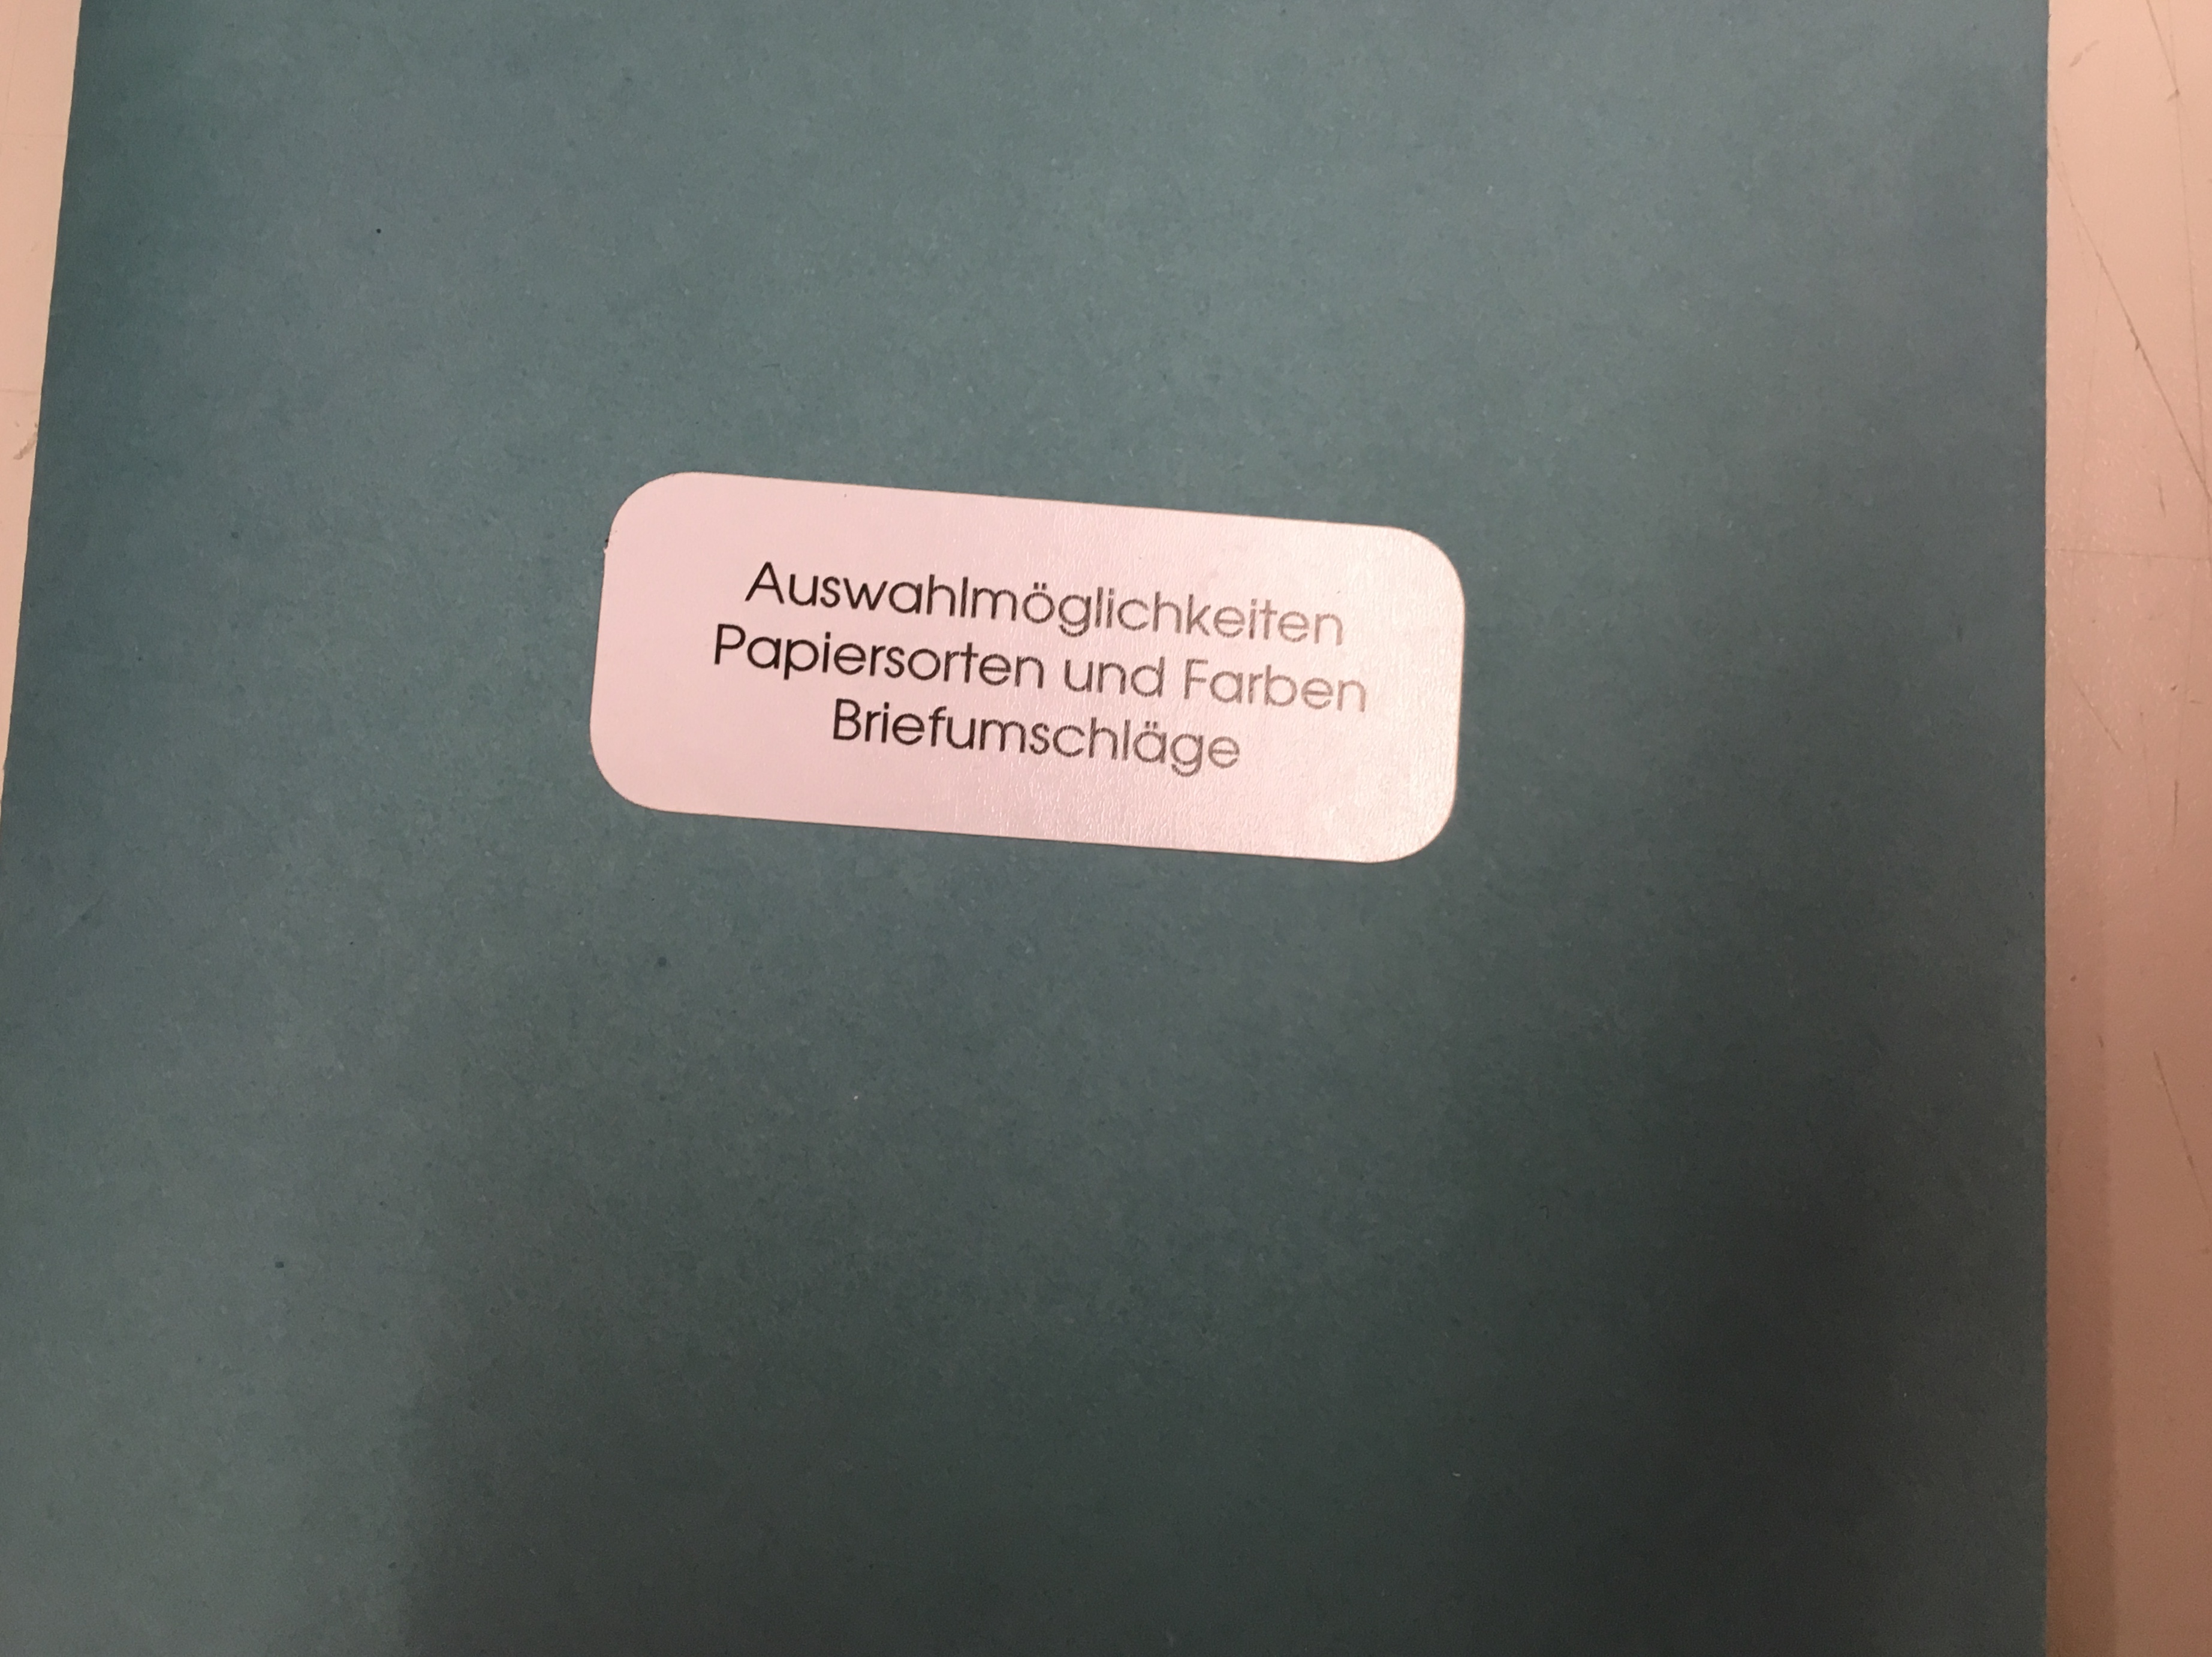 Auswahlmöglichkeiten
Papiersorten und Farben
Briefumschläge